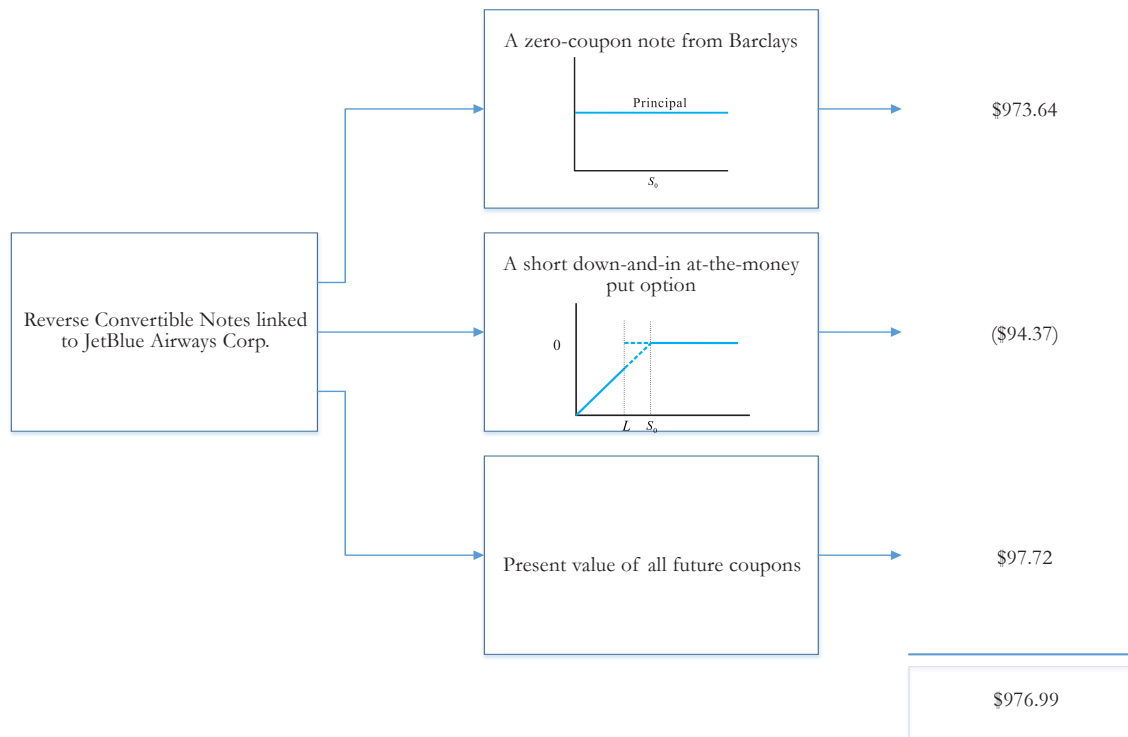 A zero-coupon note from Barclays
Principal
S₀
$973.64
Reverse Convertible Notes linked
to JetBlue Airways Corp.
A short down-and-in at-the-money
put option
0
L S₀
($94.37)
Present value of all future coupons
$97.72
$976.99